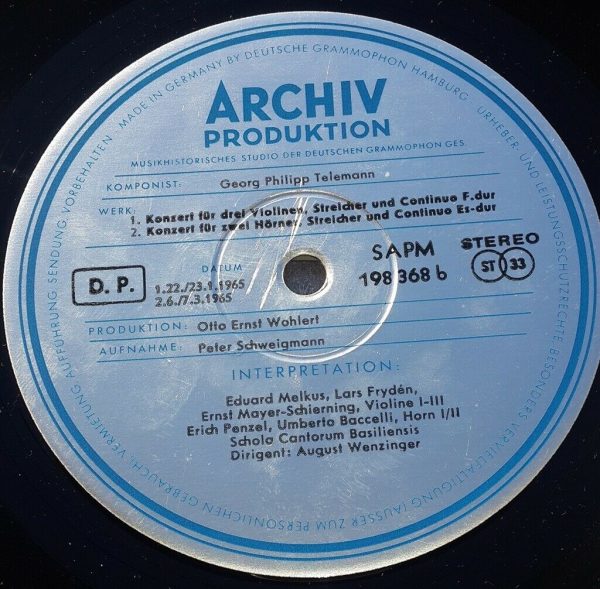 MADE IN GERMANY BY DEUTSCHE GRAMMOPHON HAMBURG
URHEBER- UND LEISTUNGSSCHUTZRECHTE BESONDERS VERVIELFÄLTIGUNG (AUSSER ZUM PERSÖNLICHEN GEBRAUCH), VERMIETUNG, AUFFÜHRUNG, SENDUNG, VORBEHALTEN
ARCHIV
PRODUKTION
MUSIKHISTORISCHES STUDIO DER DEUTSCHEN GRAMMOPHON GES.
KOMPONIST: Georg Philipp Telemann
WERK: 1. Konzert für drei Violinen, Streicher und Continuo F.dur
2. Konzert für zwei Hörner, Streicher und Continuo Es-dur
D. P.
DATUM
1.22./23.1.1965
2.6./7.3.1965
SAPM
198 368 b
STEREO
ST 33
PRODUKTION: Otto Ernst Wohlert
AUFNAHME: Peter Schweigmann
INTERPRETATION:
Eduard Melkus, Lars Frydén,
Ernst Mayer-Schierning, Violine I-III
Erich Penzel, Umberto Baccelli, Horn I/II
Schola Cantorum Basiliensis
Dirigent: August Wenzinger